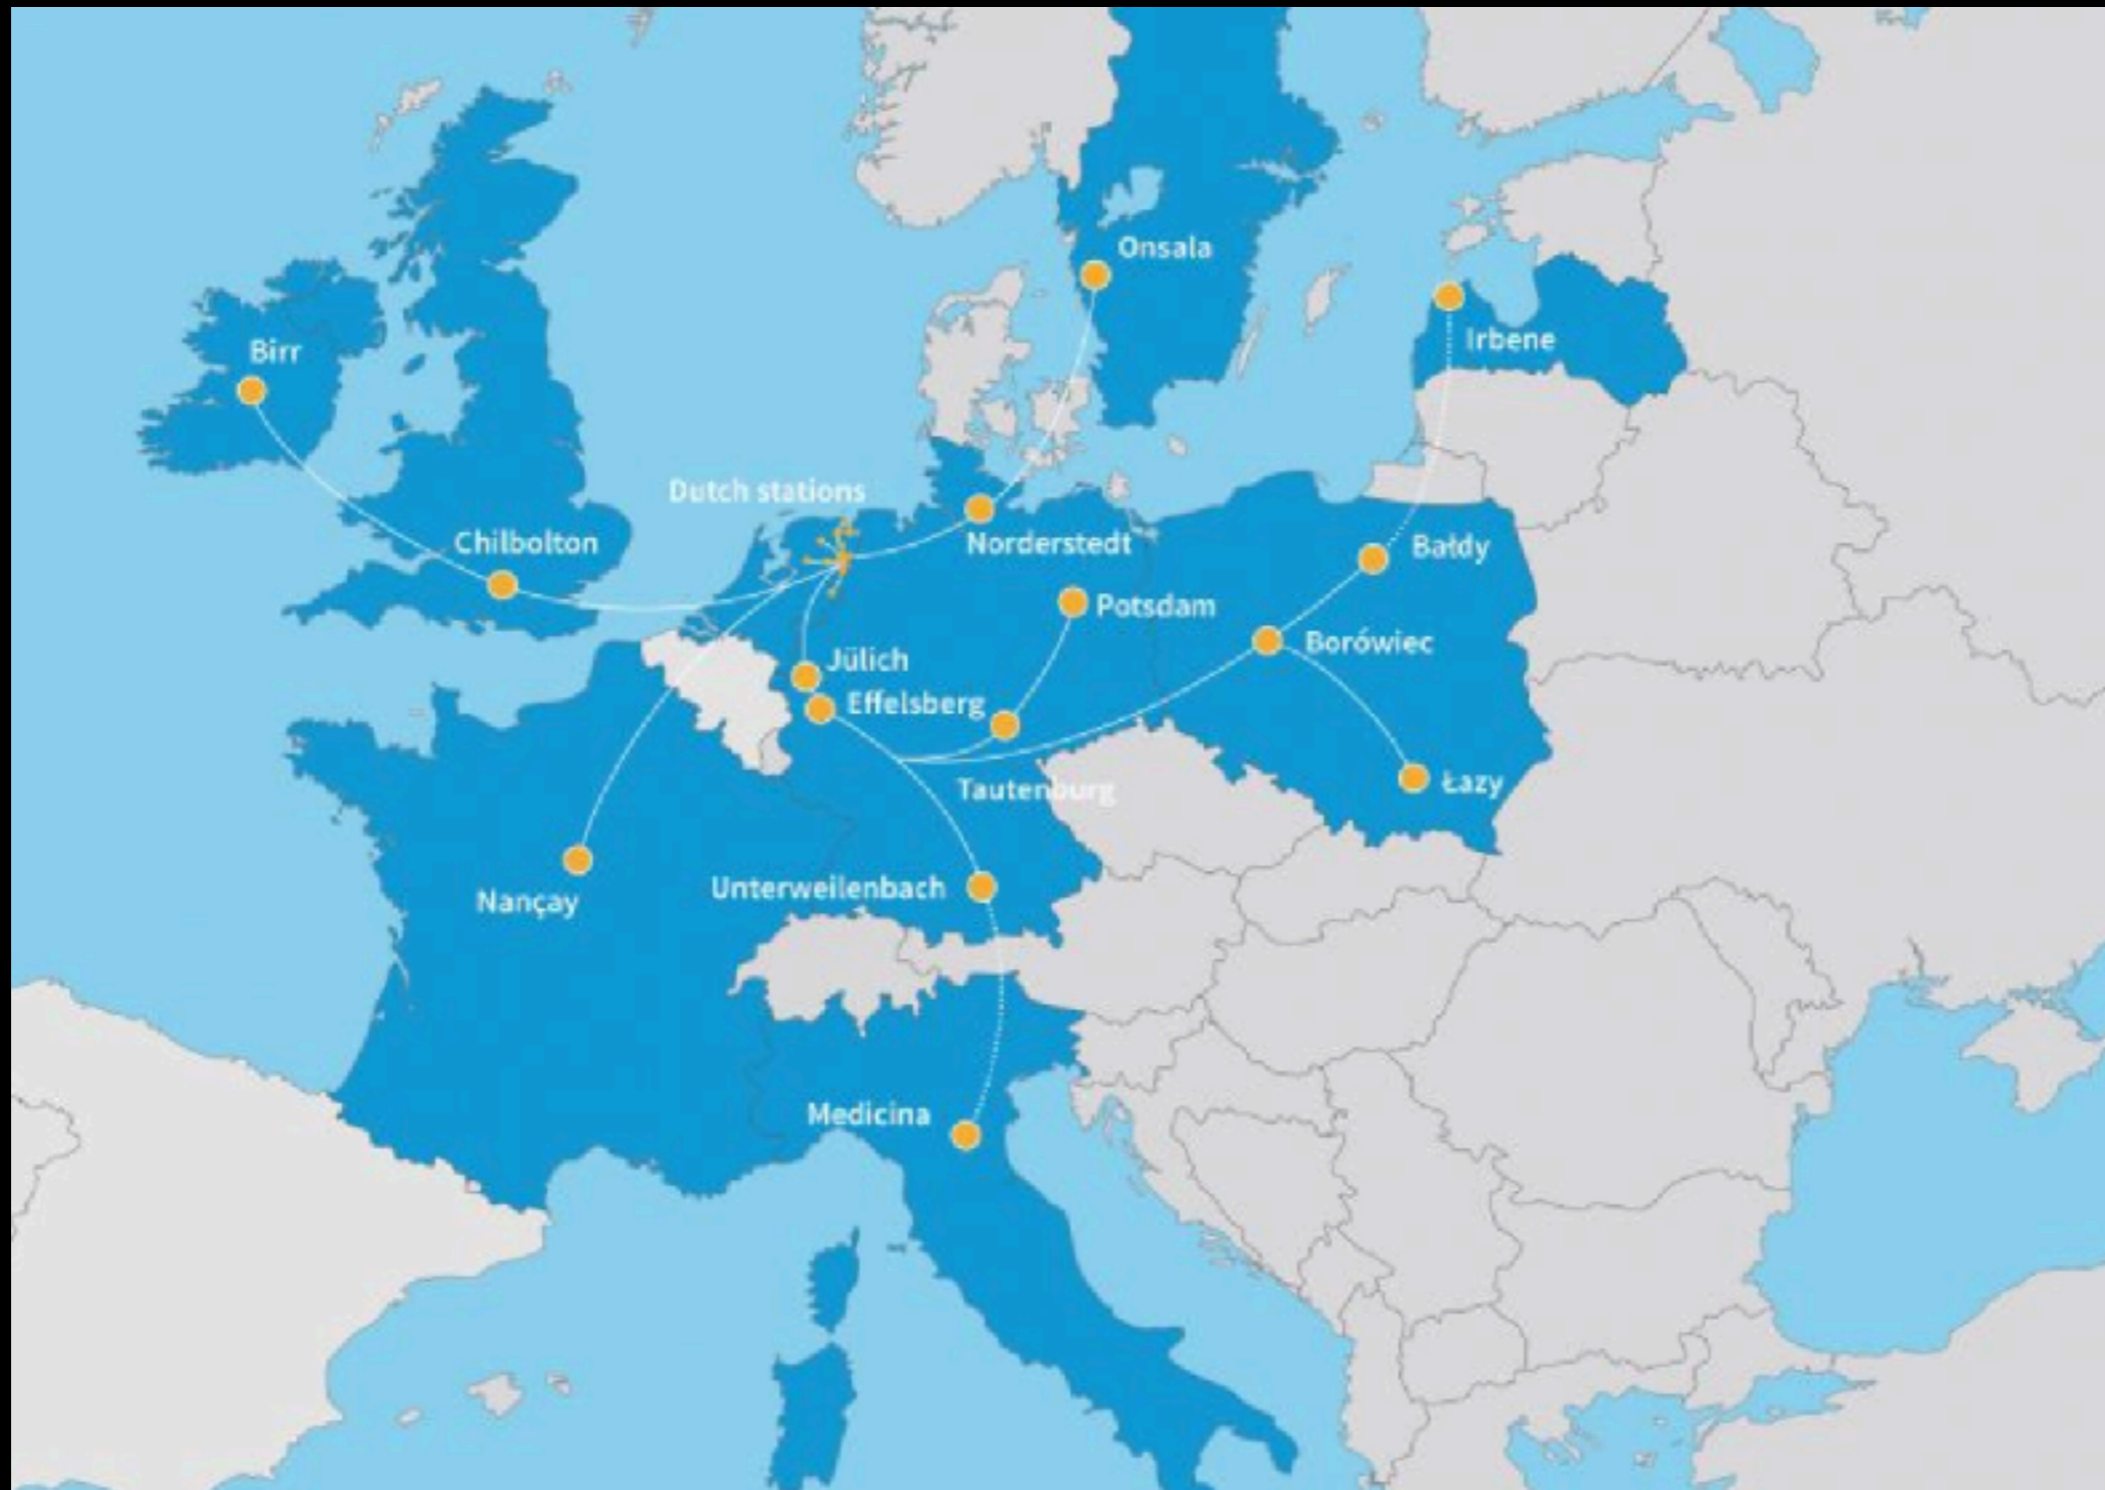 Onsala
Irbene
Birr
Dutch stations
Chilbolton
Norderstedt
Bałdy
Potsdam
Borówiec
Jülich
Effelsberg
Tautenburg
Łazy
Unterweilenbach
Nançay
Medicina